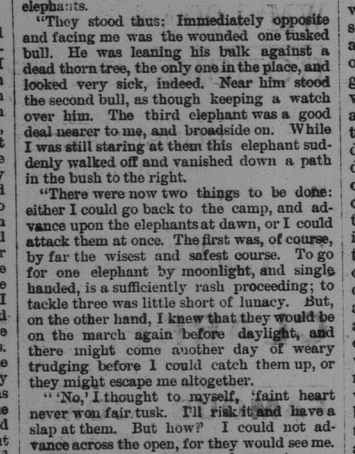 elephants.
"They stood thus: Immediately opposite
and facing me was the wounded one tusked
bull. He was leaning his bulk against a
dead thorn tree, the only one in the place, and
looked very sick, indeed. Near him stood
the second bull, as though keeping a watch
over him. The third elephant was a good
deal nearer to me, and broadside on. While
I was still staring at them this elephant sud-
denly walked off and vanished down a path
in the bush to the right.
"There were now two things to be done:
either I could go back to the camp, and ad-
vance upon the elephants at dawn, or I could
attack them at once. The first was, of course,
by far the wisest and safest course. To go
for one elephant by moonlight, and single
handed, is a sufficiently rash proceeding; to
tackle three was little short of lunacy. But,
on the other hand, I knew that they would be
on the march again before daylight, and
there might come another day of weary
trudging before I could catch them up, or
they might escape me altogether.
"'No,' I thought to myself, 'faint heart
never won fair tusk. I'll risk it and have a
slap at them. But how?' I could not ad-
vance across the open, for they would see me.